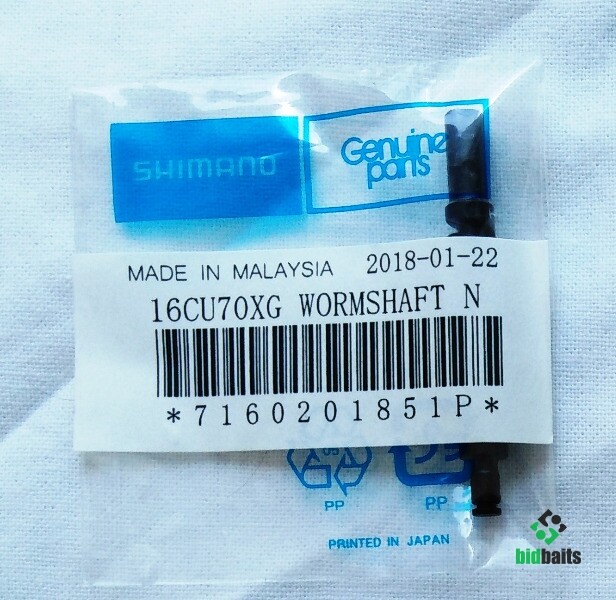 SHIMANO
Genuine
parts
MADE IN MALAYSIA 2018-01-22
16CU70XG WORMSHAFT N
*7160201851P*
PP PP
PRINTED IN JAPAN
bidbaits